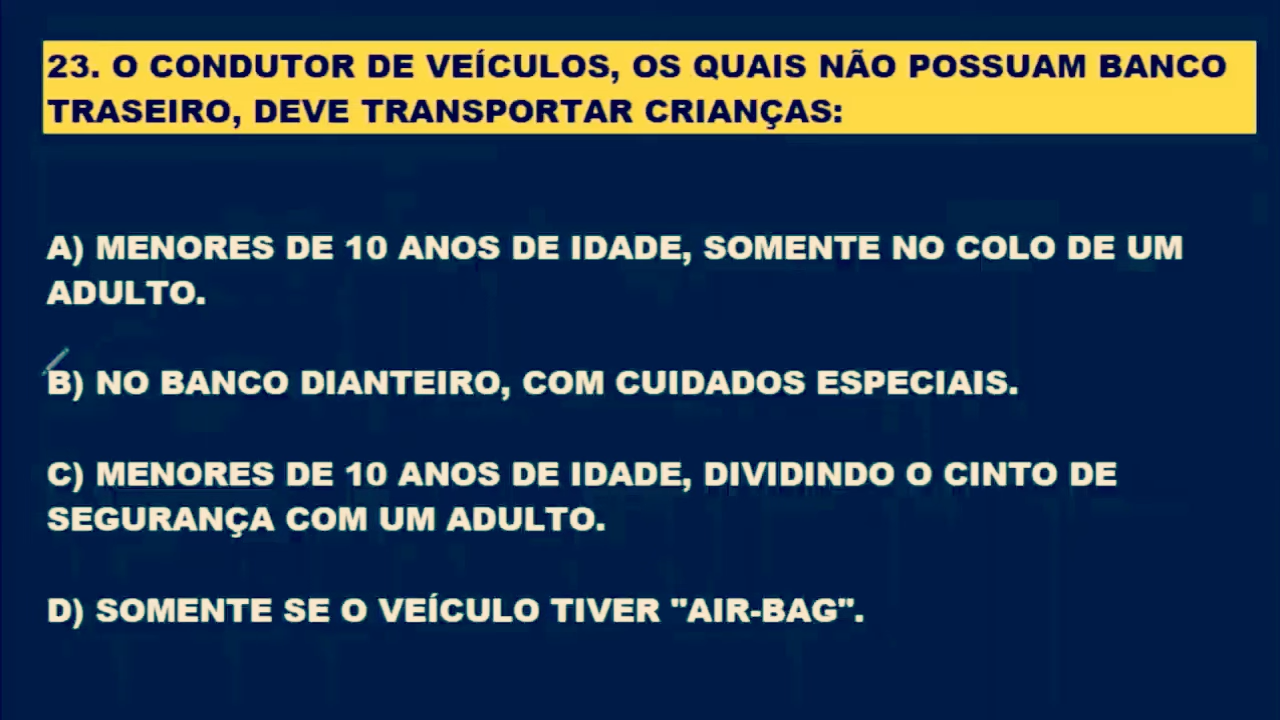 23. O CONDUTOR DE VEÍCULOS, OS QUAIS NÃO POSSUAM BANCO
TRASEIRO, DEVE TRANSPORTAR CRIANÇAS:
A) MENORES DE 10 ANOS DE IDADE, SOMENTE NO COLO DE UM
ADULTO.
B) NO BANCO DIANTEIRO, COM CUIDADOS ESPECIAIS.
C) MENORES DE 10 ANOS DE IDADE, DIVIDINDO O CINTO DE
SEGURANÇA COM UM ADULTO.
D) SOMENTE SE O VEÍCULO TIVER "AIR-BAG".